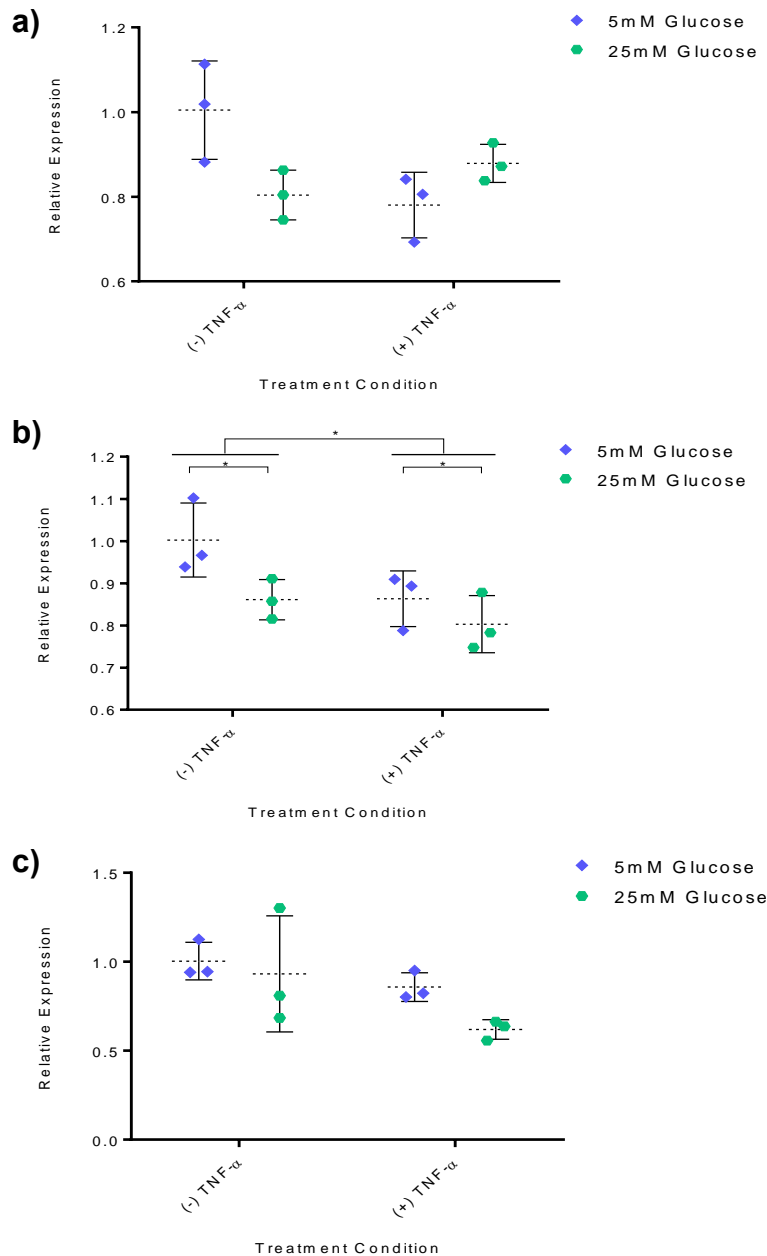 a)
5mM Glucose
25mM Glucose
Relative Expression
1.2
1.0
0.8
0.6
(-) TNF-α
(+) TNF-α
Treatment Condition
b)
*
*
*
5mM Glucose
25mM Glucose
Relative Expression
1.2
1.1
1.0
0.9
0.8
0.7
0.6
(-) TNF-α
(+) TNF-α
Treatment Condition
c)
5mM Glucose
25mM Glucose
Relative Expression
1.5
1.0
0.5
0.0
(-) TNF-α
(+) TNF-α
Treatment Condition